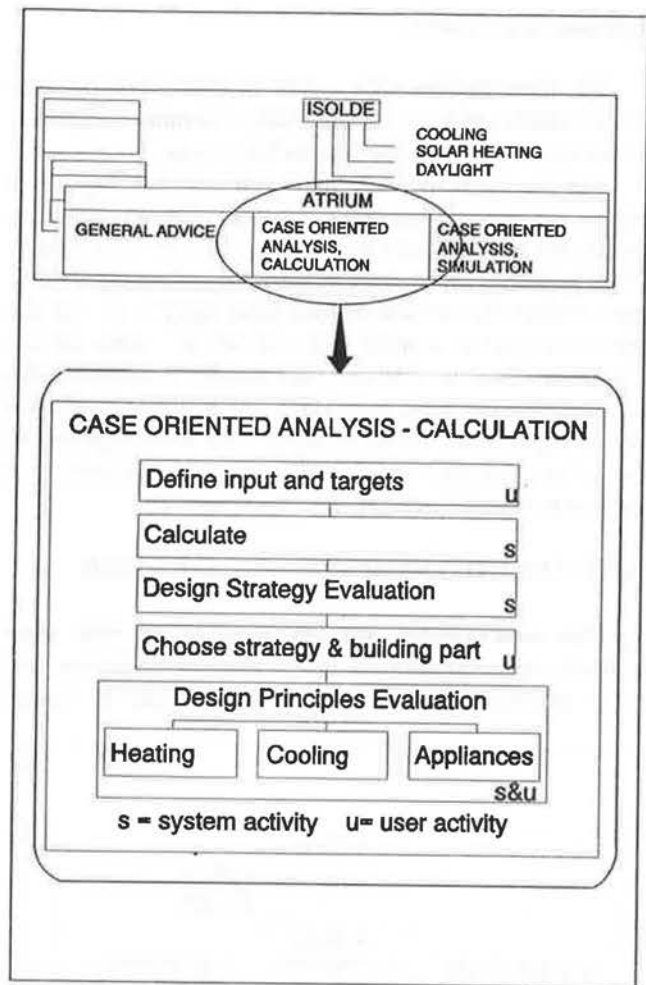 ISOLDE
COOLING
SOLAR HEATING
DAYLIGHT
ATRIUM
GENERAL ADVICE
CASE ORIENTED
ANALYSIS,
CALCULATION
CASE ORIENTED
ANALYSIS,
SIMULATION
CASE ORIENTED ANALYSIS - CALCULATION
Define input and targets
u
Calculate
s
Design Strategy Evaluation
s
Choose strategy & building part
u
Design Principles Evaluation
Heating
Cooling
Appliances
s&u
s = system activity u= user activity